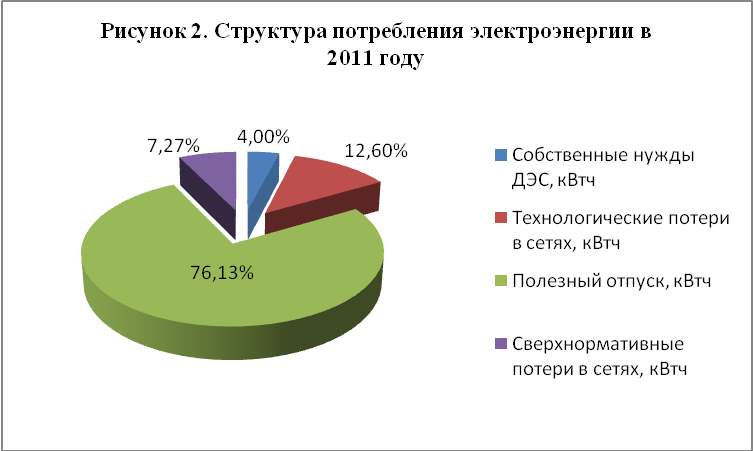 Рисунок 2. Структура потребления электроэнергии в
2011 году
7,27%
4,00%
12,60%
76,13%
Собственные нужды
ДЭС, кВтч
Технологические потери
в сетях, кВтч
Полезный отпуск, кВтч
Сверхнормативные
потери в сетях, кВтч